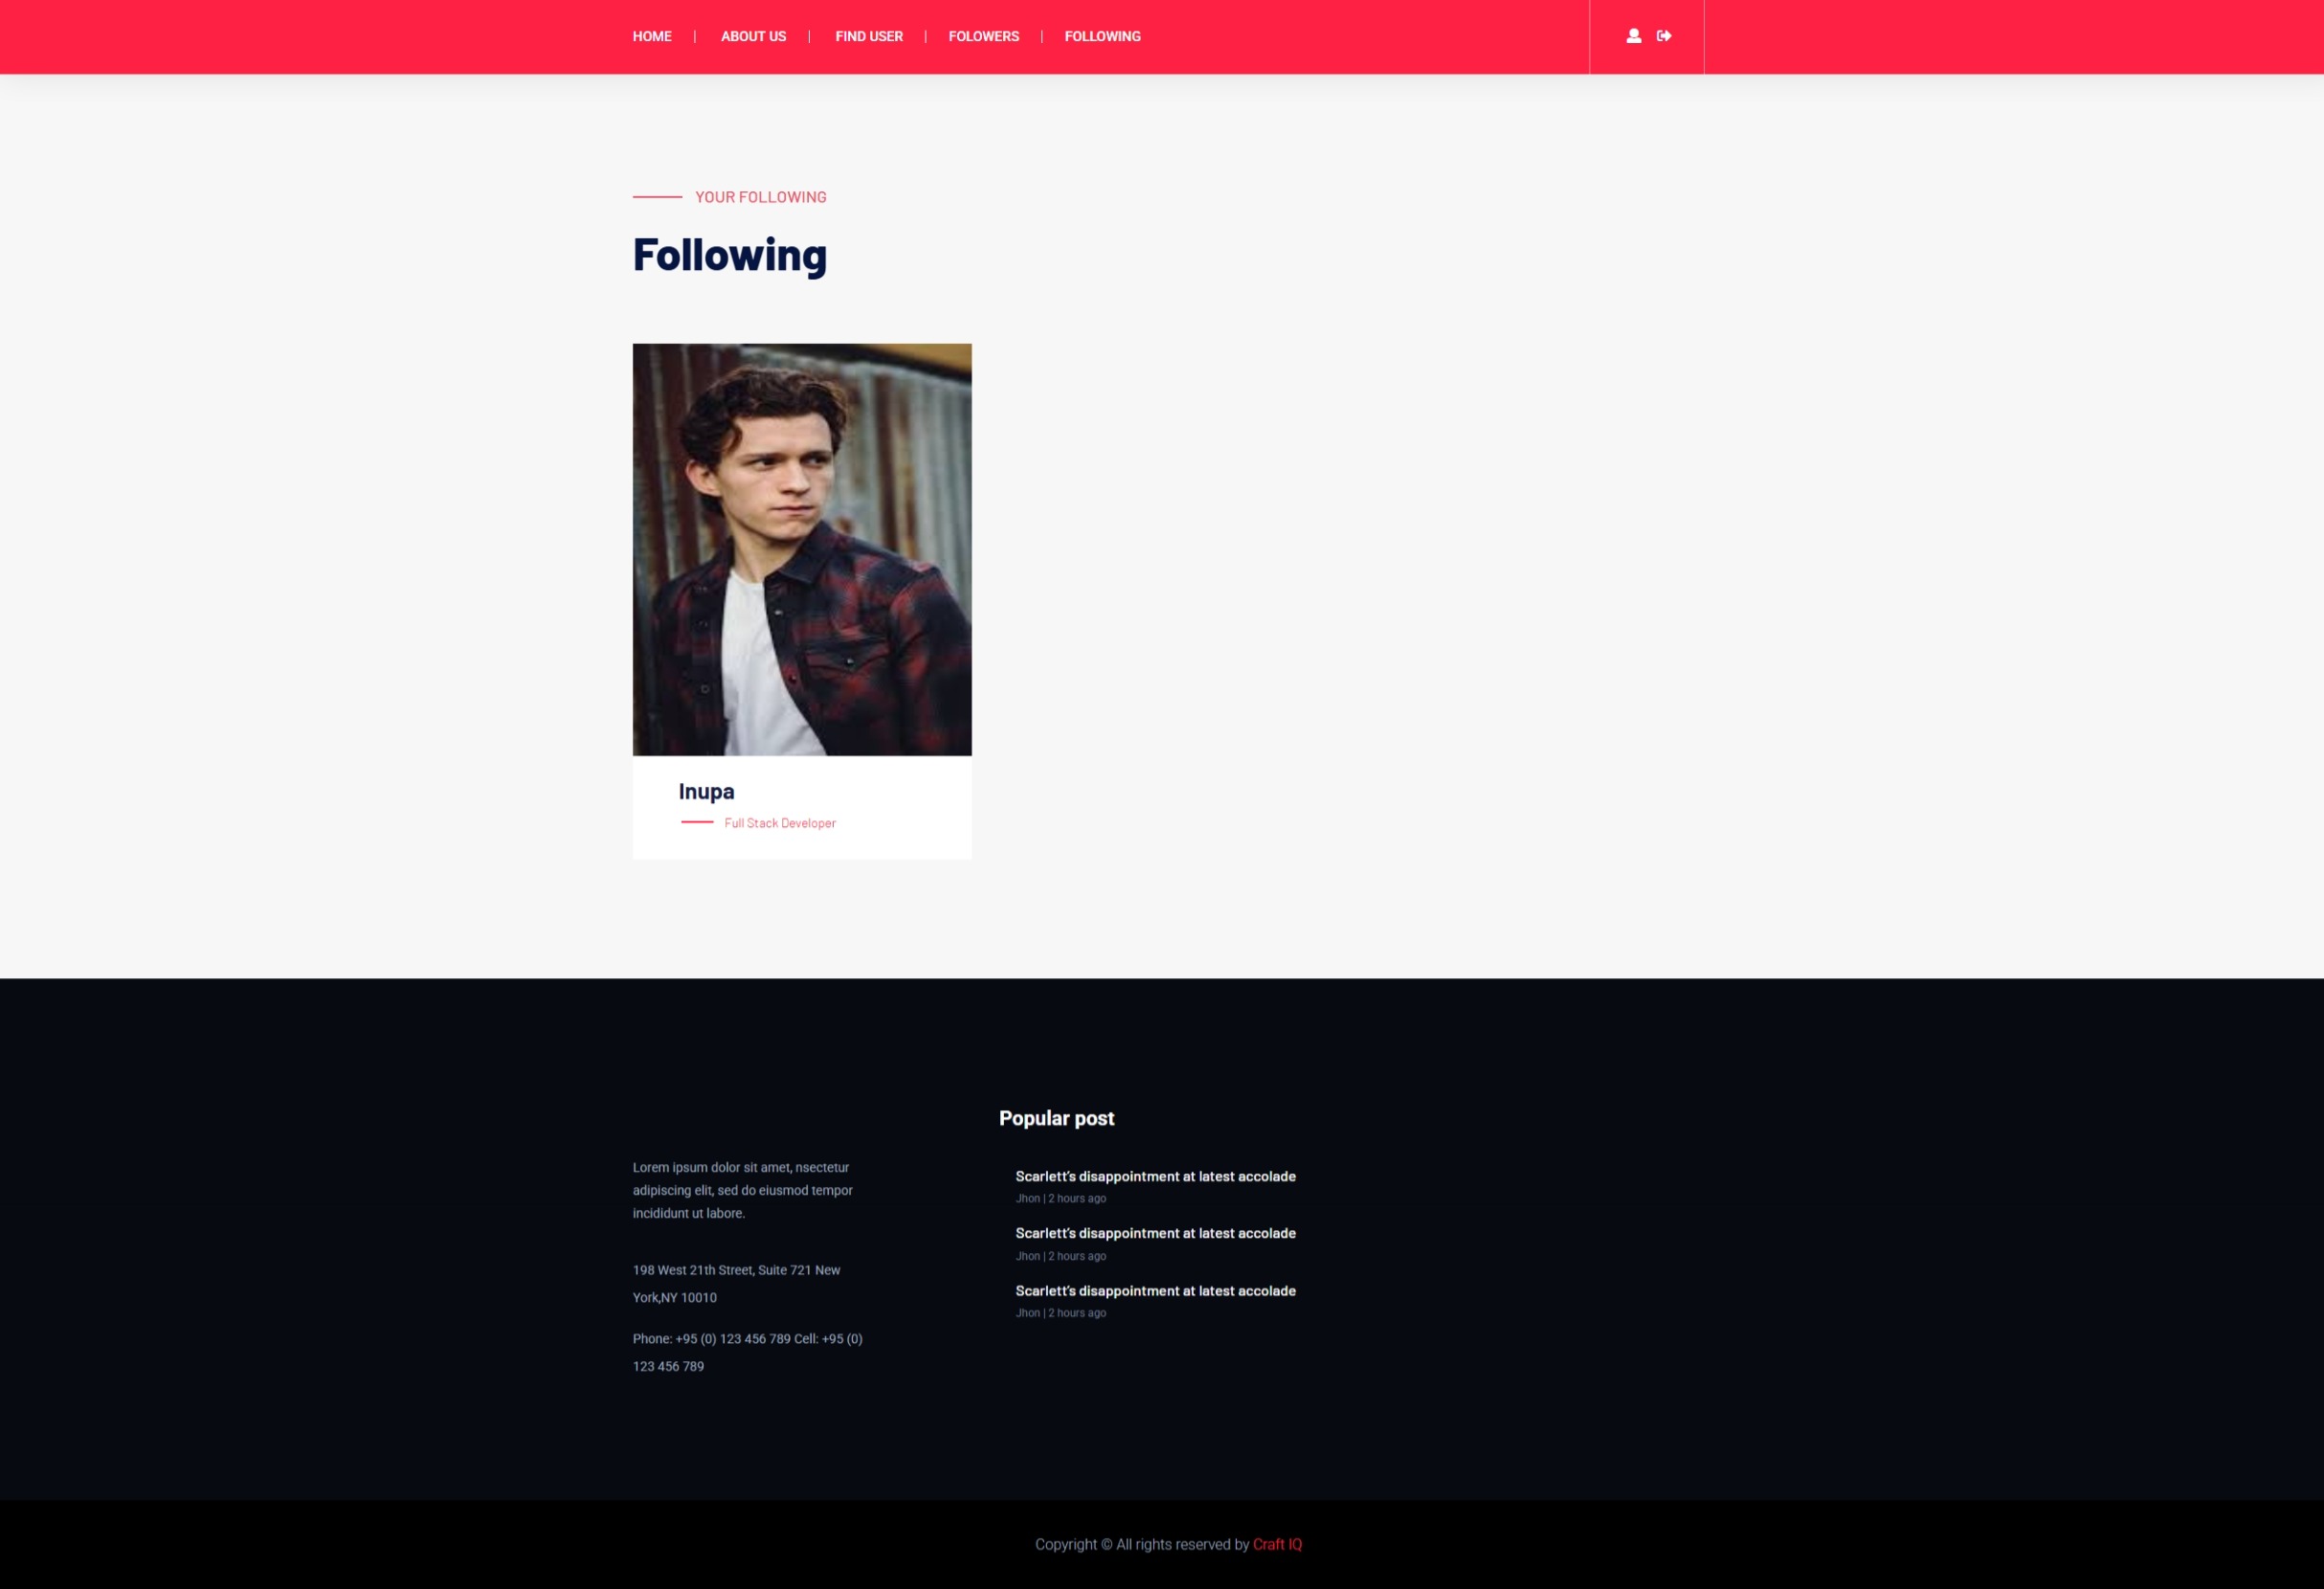 HOME | ABOUT US | FIND USER | FOLOWERS | FOLLOWING
YOUR FOLLOWING
Following
Inupa
Full Stack Developer
Lorem ipsum dolor sit amet, nsectetur
adipiscing elit, sed do eiusmod tempor
incididunt ut labore.
198 West 21th Street, Suite 721 New
York,NY 10010
Phone: +95 (0) 123 456 789 Cell: +95 (0)
123 456 789
Popular post
Scarlett's disappointment at latest accolade
Jhon | 2 hours ago
Scarlett's disappointment at latest accolade
Jhon | 2 hours ago
Scarlett's disappointment at latest accolade
Jhon | 2 hours ago
Copyright © All rights reserved by Craft IQ